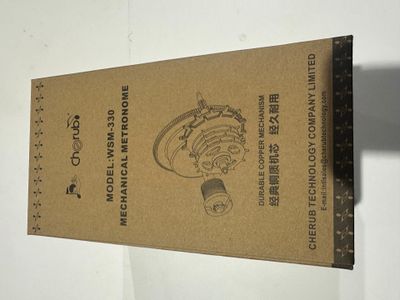 cherub
MODEL:WSM-330
MECHANICAL METRONOME
DURABLE COPPER MECHANISM
经典铜质机芯 经久耐用
CHERUB TECHNOLOGY COMPANY LIMITED